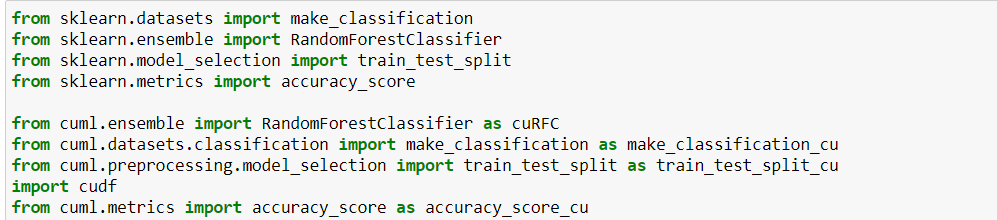 from sklearn.datasets import make_classification
from sklearn.ensemble import RandomForestClassifier
from sklearn.model_selection import train_test_split
from sklearn.metrics import accuracy_score
from cuml.ensemble import RandomForestClassifier as cuRFC
from cuml.datasets.classification import make_classification as make_classification_cu
from cuml.preprocessing.model_selection import train_test_split as train_test_split_cu
import cudf
from cuml.metrics import accuracy_score as accuracy_score_cu